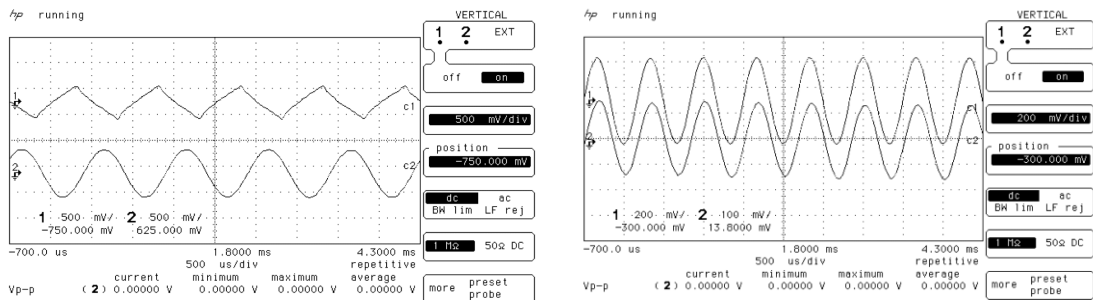 hp running
VERTICAL
1 2 EXT
off on
500 mV/div
position
-750.000 mV
dc ac
BW lim LF rej
1 MΩ 50Ω DC
more preset probe
1
c1
2
c2
1 500 mV/ 2 500 mV/
-750.000 mV 625.000 mV
-700.0 us 1.8000 ms 4.3000 ms
500 us/div repetitive
current minimum maximum average
Vp-p (2) 0.00000 V 0.00000 V 0.00000 V 0.00000 V
hp running
VERTICAL
1 2 EXT
off on
200 mV/div
position
-300.000 mV
dc ac
BW lim LF rej
1 MΩ 50Ω DC
more preset probe
1
c1
2
c2
1 200 mV/ 2 100 mV/
-300.000 mV 13.8000 mV
-700.0 us 1.8000 ms 4.3000 ms
500 us/div repetitive
current minimum maximum average
Vp-p (2) 0.00000 V 0.00000 V 0.00000 V 0.00000 V